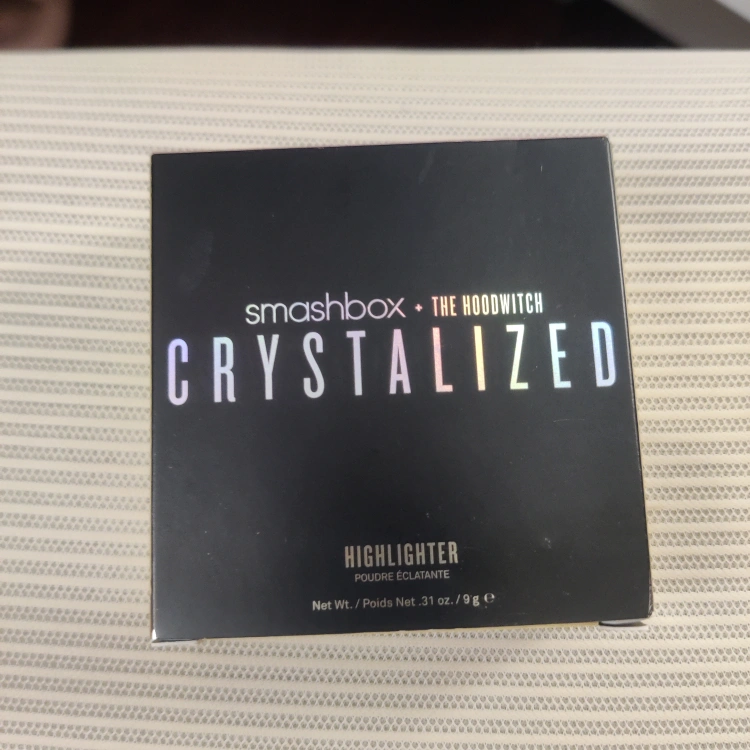 smashbox + THE HOODWITCH
CRYSTALIZED
HIGHLIGHTER
POUDRE ÉCLATANTE
Net Wt. / Poids Net .31 oz. / 9 g ℮